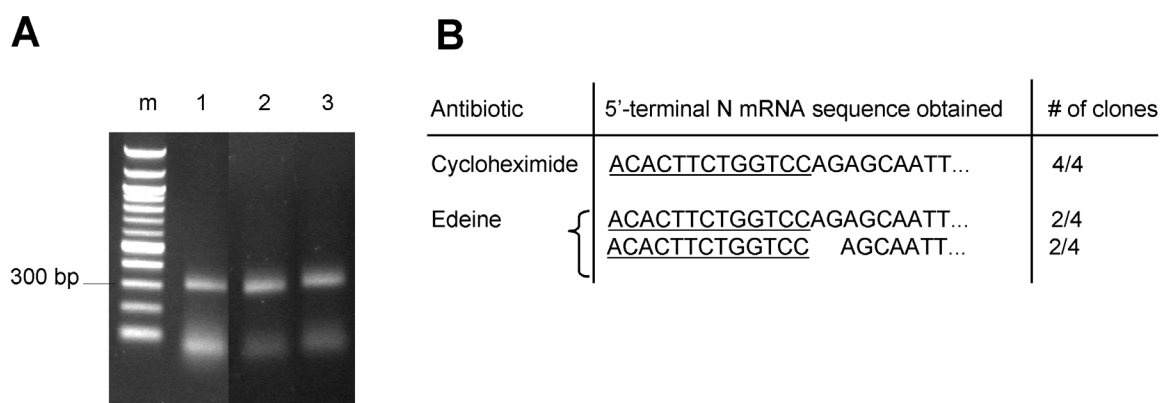 A
m 1 2 3
300 bp
B
Antibiotic 5’-terminal N mRNA sequence obtained # of clones
Cycloheximide ACACTTCTGGTCCAGAGCAATT... 4/4
Edeine ACACTTCTGGTCCAGAGCAATT... 2/4
ACACTTCTGGTCC AGCAATT... 2/4